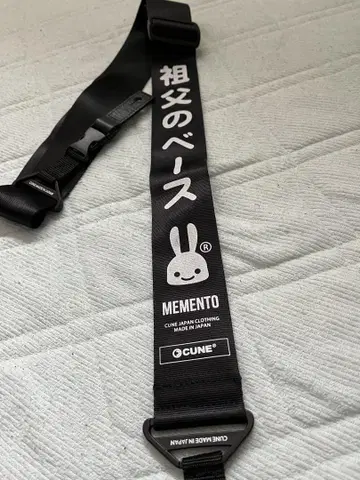 祖父のベース
®
MEMENTO
CUNE JAPAN CLOTHING
MADE IN JAPAN
CUNE®
CUNE MADE IN JAPAN